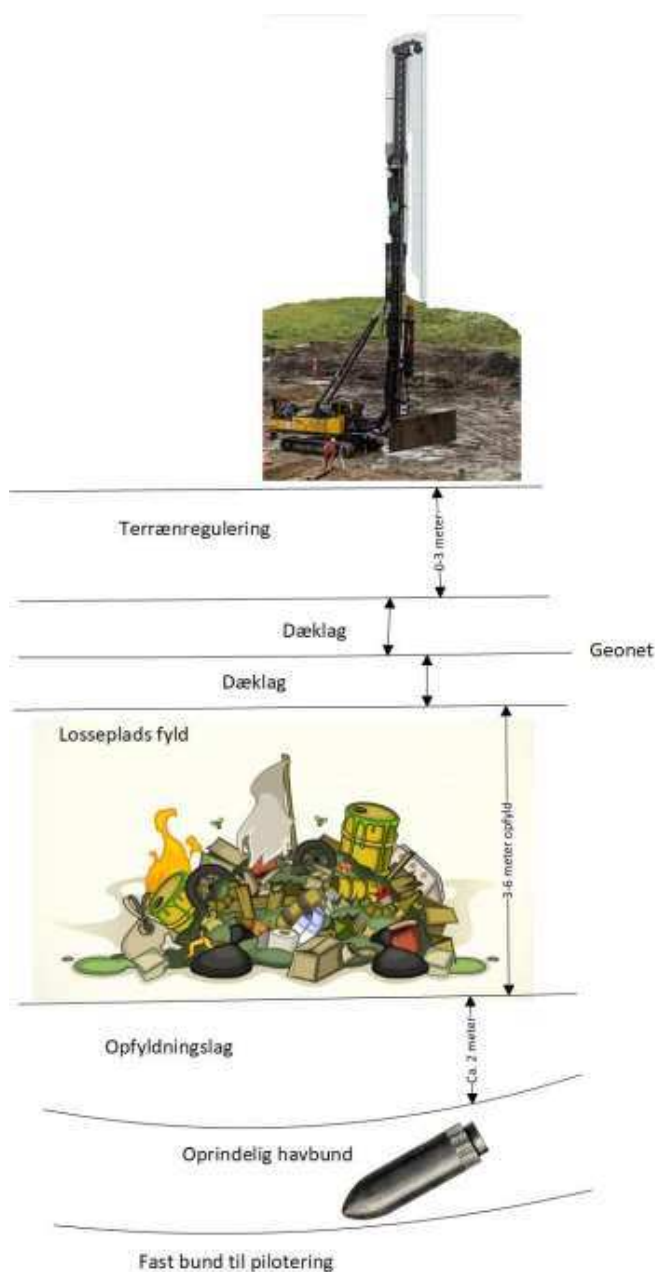 Terrænregulering
0-3 meter
Dæklag
Geonet
Dæklag
Losseplads fyld
3-6 meter opfyld
Opfyldningslag
Ca. 2 meter
Oprindelig havbund
Fast bund til pilotering